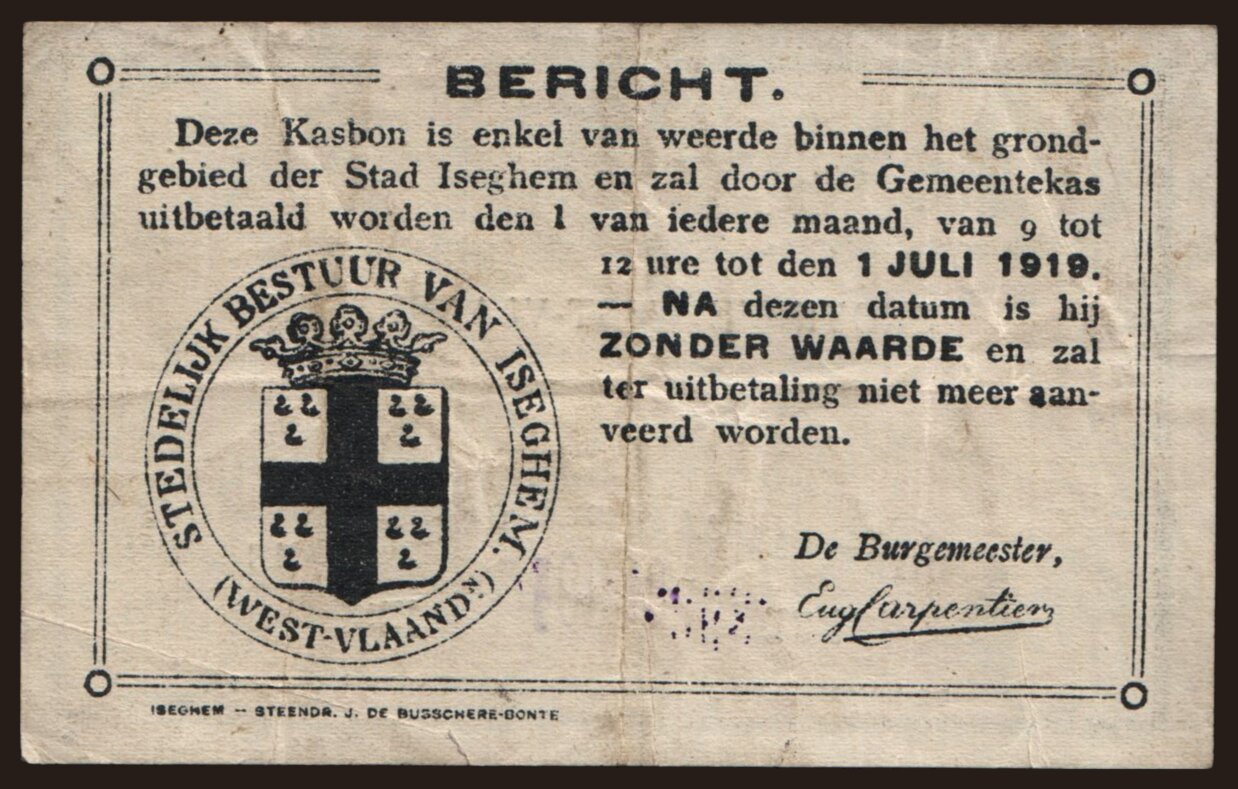 BERICHT.
Deze Kasbon is enkel van weerde binnen het grond-
gebied der Stad Iseghem en zal door de Gemeentekas
uitbetaald worden den 1 van iedere maand, van 9 tot
12 ure tot den 1 JULI 1919.
— NA dezen datum is hij
ZONDER WAARDE en zal
ter uitbetaling niet meer aan-
veerd worden.
STEDELIJK BESTUUR VAN ISEGHEM.
(WEST-VLAANDN.)
De Burgemeester,
Eug Carpentier
ISEGHEM -- STEENDR. J. DE BUSSCHERE-BONTE